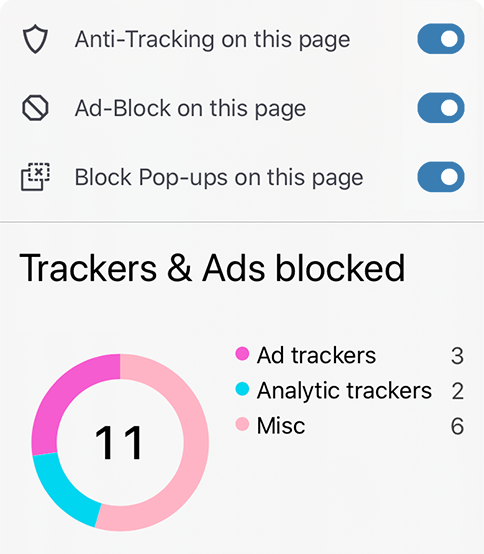 Anti-Tracking on this page
Ad-Block on this page
Block Pop-ups on this page
Trackers & Ads blocked
11
Ad trackers 3
Analytic trackers 2
Misc 6